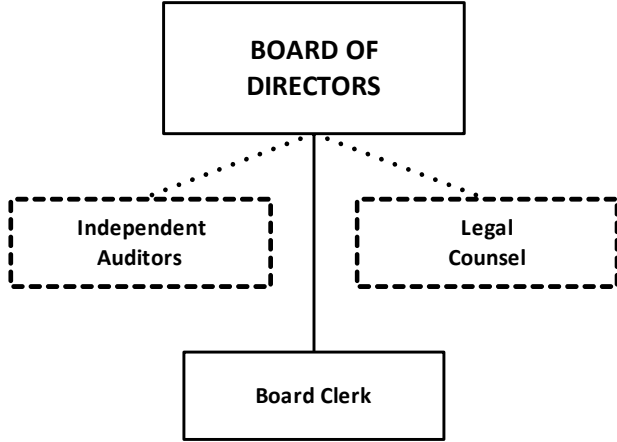 BOARD OF
DIRECTORS
Independent
Auditors
Legal
Counsel
Board Clerk